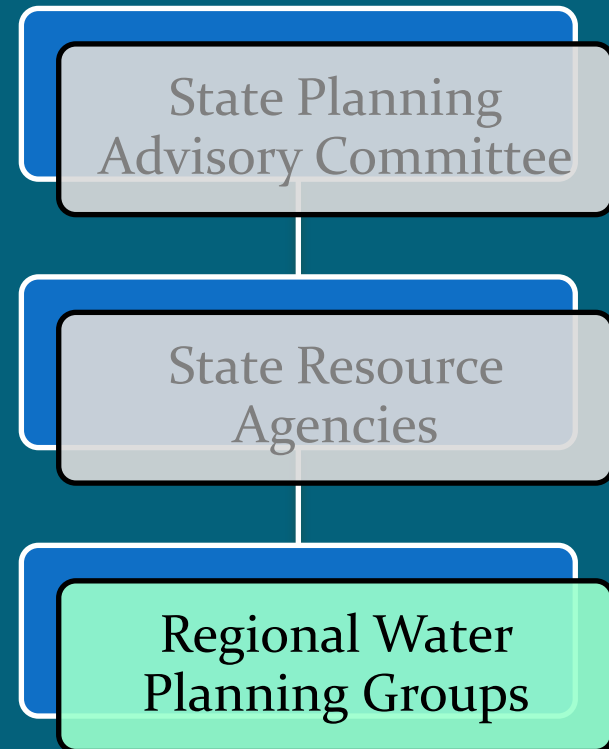 State Planning
Advisory Committee
State Resource
Agencies
Regional Water
Planning Groups